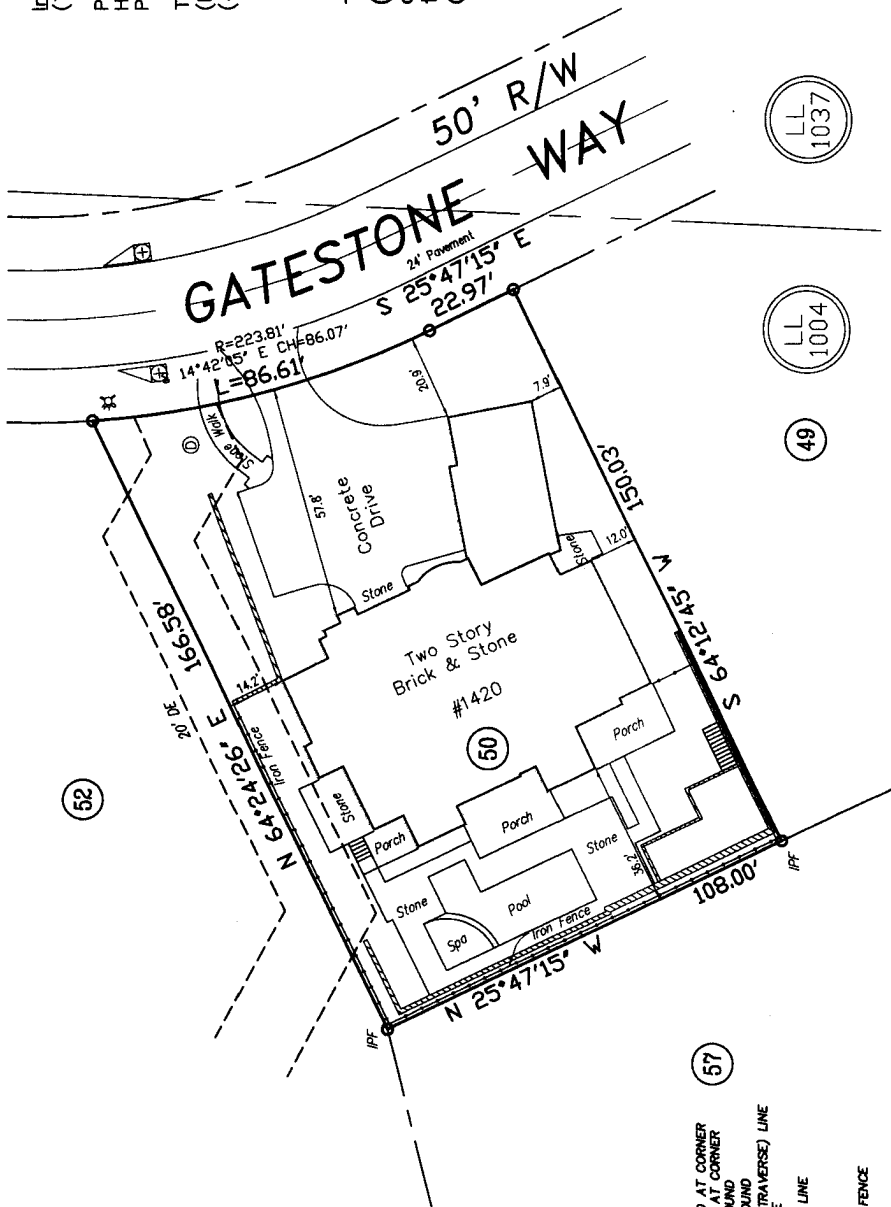 50' R/W
GATESTONE WAY
24' Pavement
LL
1037
LL
1004
S 25°47'15" E
22.97'
R=223.81'
14°42'05" E CH=86.07'
L=86.61'
Stone Walk
D
20.9'
7.9'
57.8'
Concrete
Drive
Stone
150.03'
S 64°12'45" W
12.0'
Stone
49
52
20' DE
166.58'
N 64°24'26" E
Iron Fence
14.2'
Two Story
Brick & Stone
#1420
50
Stone
Porch
Porch
Porch
Stone
Stone
Spa
Pool
Iron Fence
36.2'
N 25°47'15" W
108.00'
IPF
IPF
57
AT CORNER
AT CORNER
TRAVERSE) LINE
LINE
FENCE